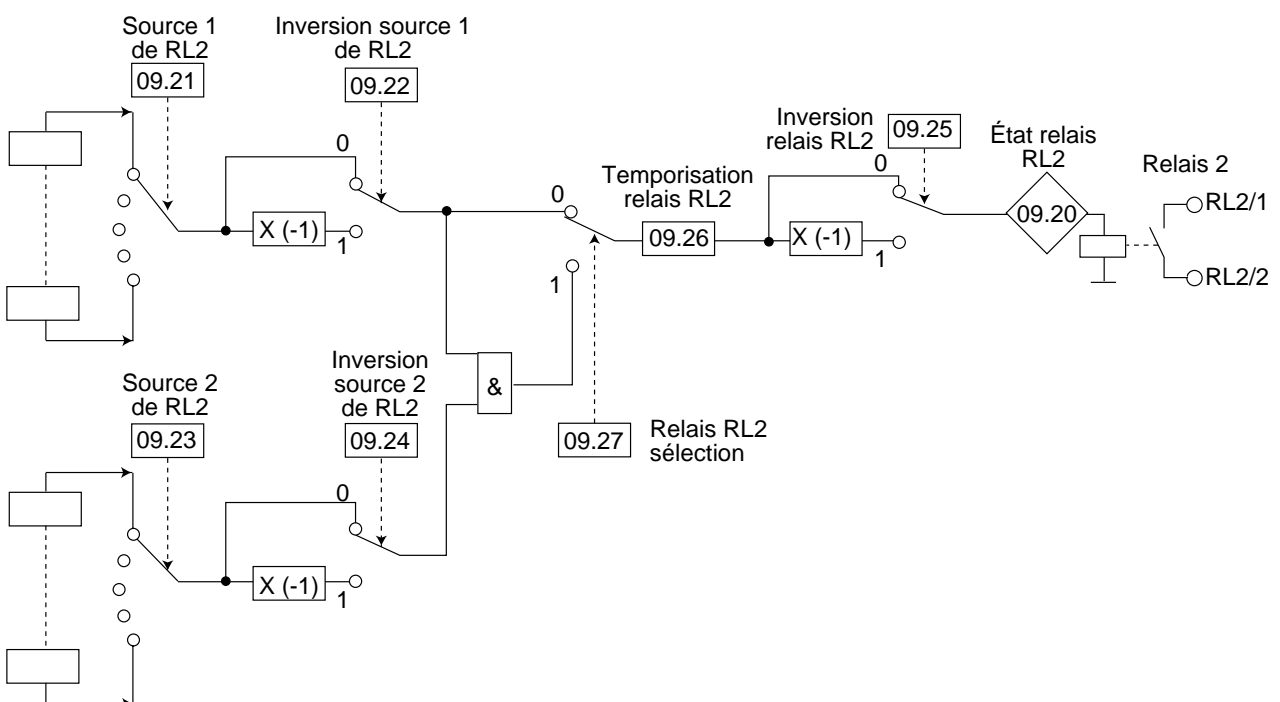 Source 1
de RL2
09.21
Inversion source 1
de RL2
09.22
0
X (-1)
1
0
1
Temporisation
relais RL2
09.26
Inversion
relais RL2
09.25
0
X (-1)
1
État relais
RL2
09.20
Relais 2
RL2/1
RL2/2
Source 2
de RL2
09.23
Inversion
source 2
de RL2
09.24
0
X (-1)
1
&
09.27
Relais RL2
sélection